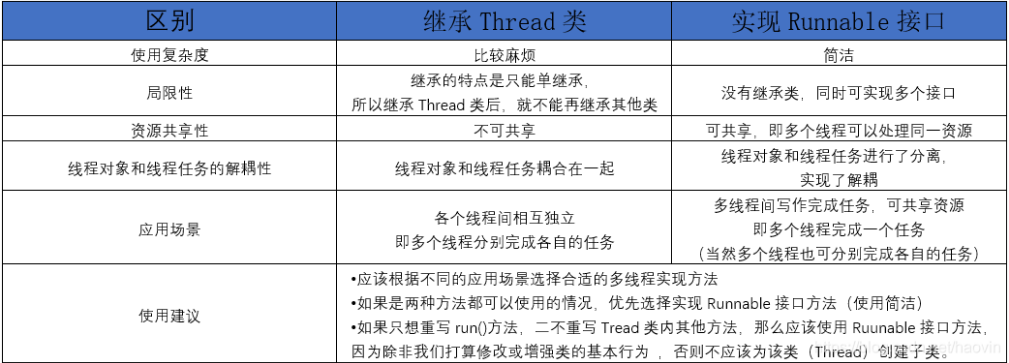 区别 继承 Thread 类 实现 Runnable 接口
使用复杂度 比较麻烦 简洁
局限性 继承的特点是只能单继承, 没有继承类，同时可实现多个接口
所以继承 Thread 类后，就不能再继承其他类
资源共享性 不可共享 可共享，即多个线程可以处理同一资源
线程对象和线程任务的解耦性 线程对象和线程任务耦合在一起 线程对象和线程任务进行了分离，
实现了解耦
应用场景 各个线程间相互独立 多线程间写作完成任务，可共享资源
即多个线程分别完成各自的任务 即多个线程完成一个任务
（当然多个线程也可分别完成各自的任务）
使用建议 •应该根据不同的应用场景选择合适的多线程实现方法
•如果是两种方法都可以使用的情况，优先选择实现 Runnable 接口方法（使用简洁）
•如果只想重写 run()方法，二不重写 Tread 类内其他方法，那么应该使用 Ruunable 接口方法，
因为除非我们打算修改或增强类的基本行为 ，否则不应该为该类（Thread）创建子类。